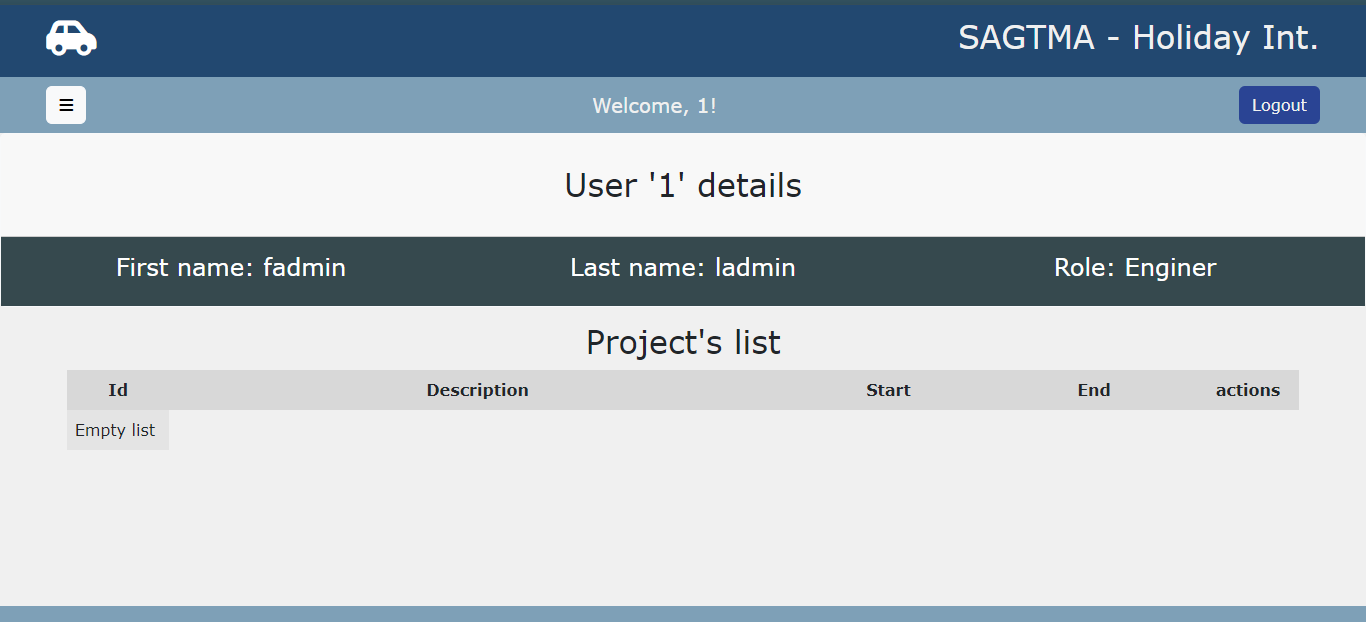 SAGTMA - Holiday Int.
Welcome, 1!
Logout
User '1' details
First name: fadmin
Last name: ladmin
Role: Enginer
Project's list
Id Description Start End actions
Empty list